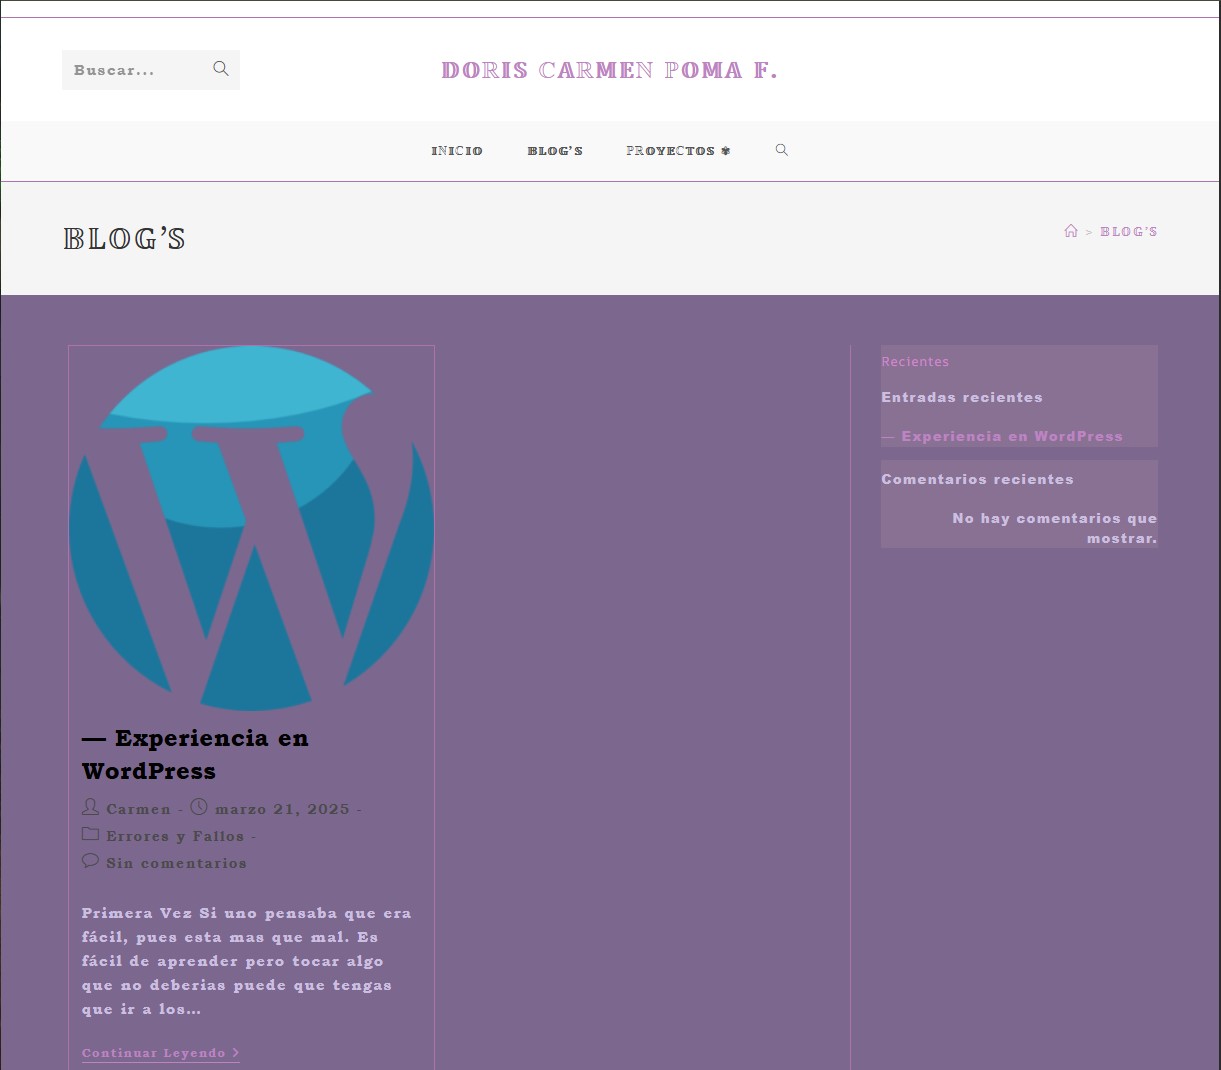 Buscar...
DORIS CARMEN POMA F.
INICIO BLOG'S PROYECTOS ✾
BLOG'S
> BLOG'S
— Experiencia en
WordPress
Carmen - marzo 21, 2025 -
Errores y Fallos -
Sin comentarios
Primera Vez Si uno pensaba que era
fácil, pues esta mas que mal. Es
fácil de aprender pero tocar algo
que no deberias puede que tengas
que ir a los...
Continuar Leyendo >
Recientes
Entradas recientes
— Experiencia en WordPress
Comentarios recientes
No hay comentarios que
mostrar.